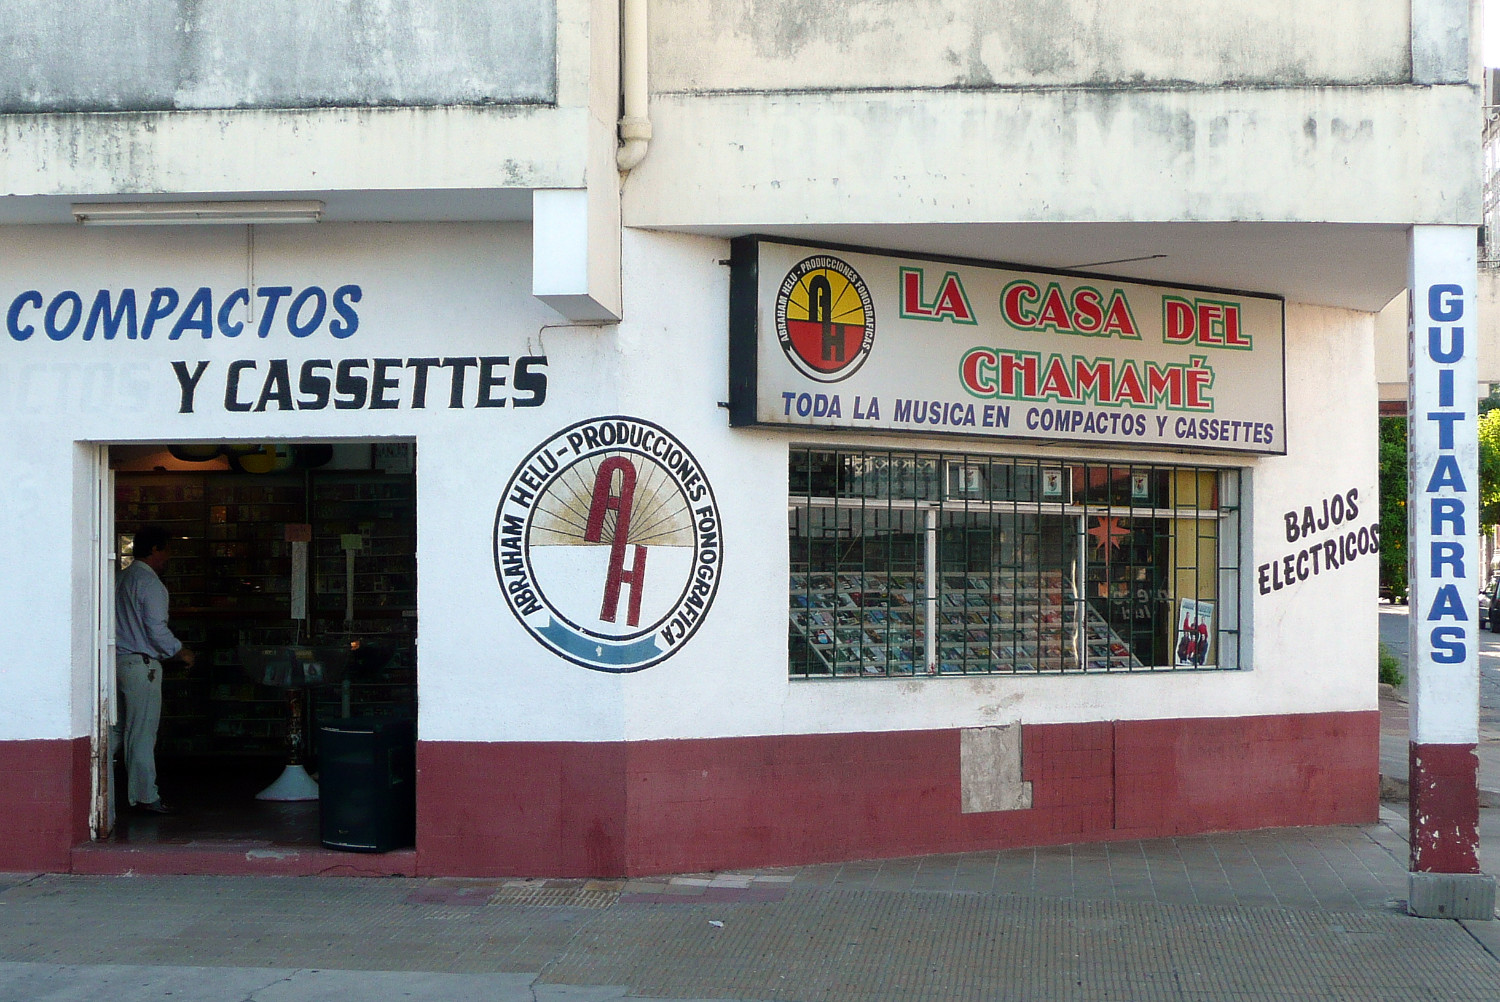 COMPACTOS
Y CASSETTES
ABRAHAM HELU - PRODUCCIONES FONOGRAFICA
AH
ABRAHAM HELU - PRODUCCIONES FONOGRAFICAS
AH
LA CASA DEL
CHAMAMÉ
TODA LA MUSICA EN COMPACTOS Y CASSETTES
BAJOS
ELECTRICOS
GUITARRAS